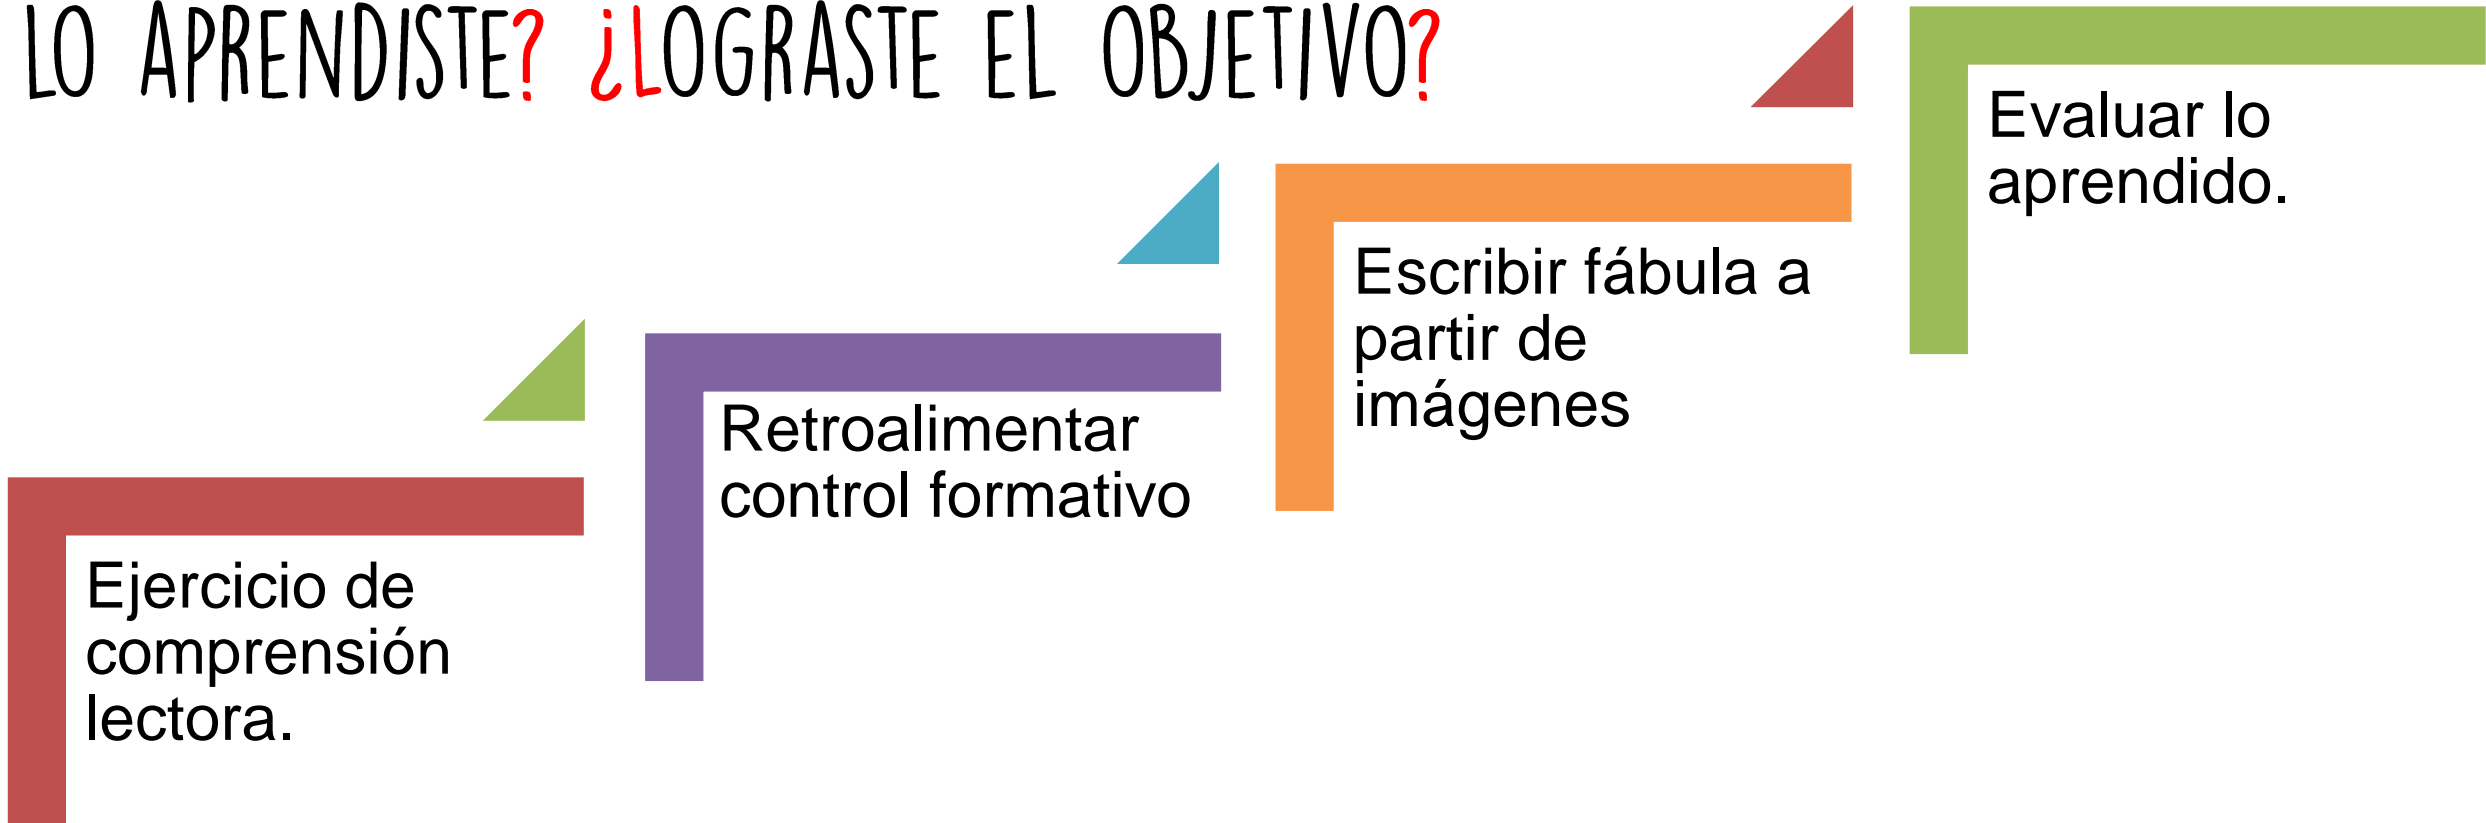 LO APRENDISTE? ¿LOGRASTE EL OBJETIVO?
Ejercicio de
comprensión
lectora.
Retroalimentar
control formativo
Escribir fábula a
partir de
imágenes
Evaluar lo
aprendido.